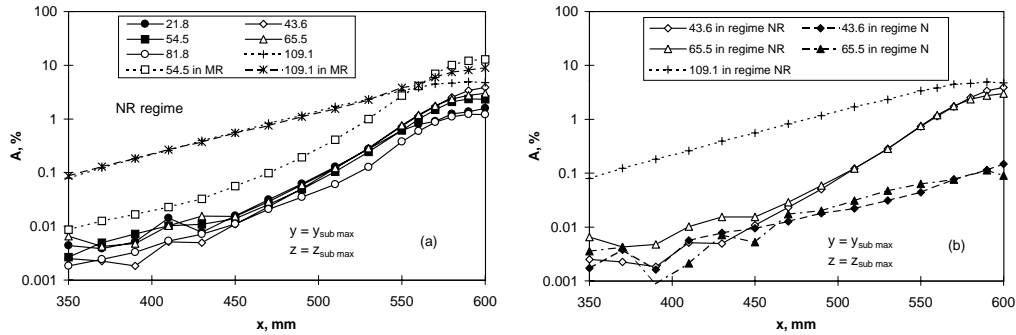 21.8 43.6
54.5 65.5
81.8 109.1
54.5 in MR 109.1 in MR
100
10
1
0.1
0.01
0.001
A, %
NR regime
(a)
y = y sub max
z = z sub max
350 400 450 500 550 600
x, mm
43.6 in regime NR 43.6 in regime N
65.5 in regime NR 65.5 in regime N
109.1 in regime NR
100
10
1
0.1
0.01
0.001
A, %
(b)
y = y sub max
z = z sub max
350 400 450 500 550 600
x, mm